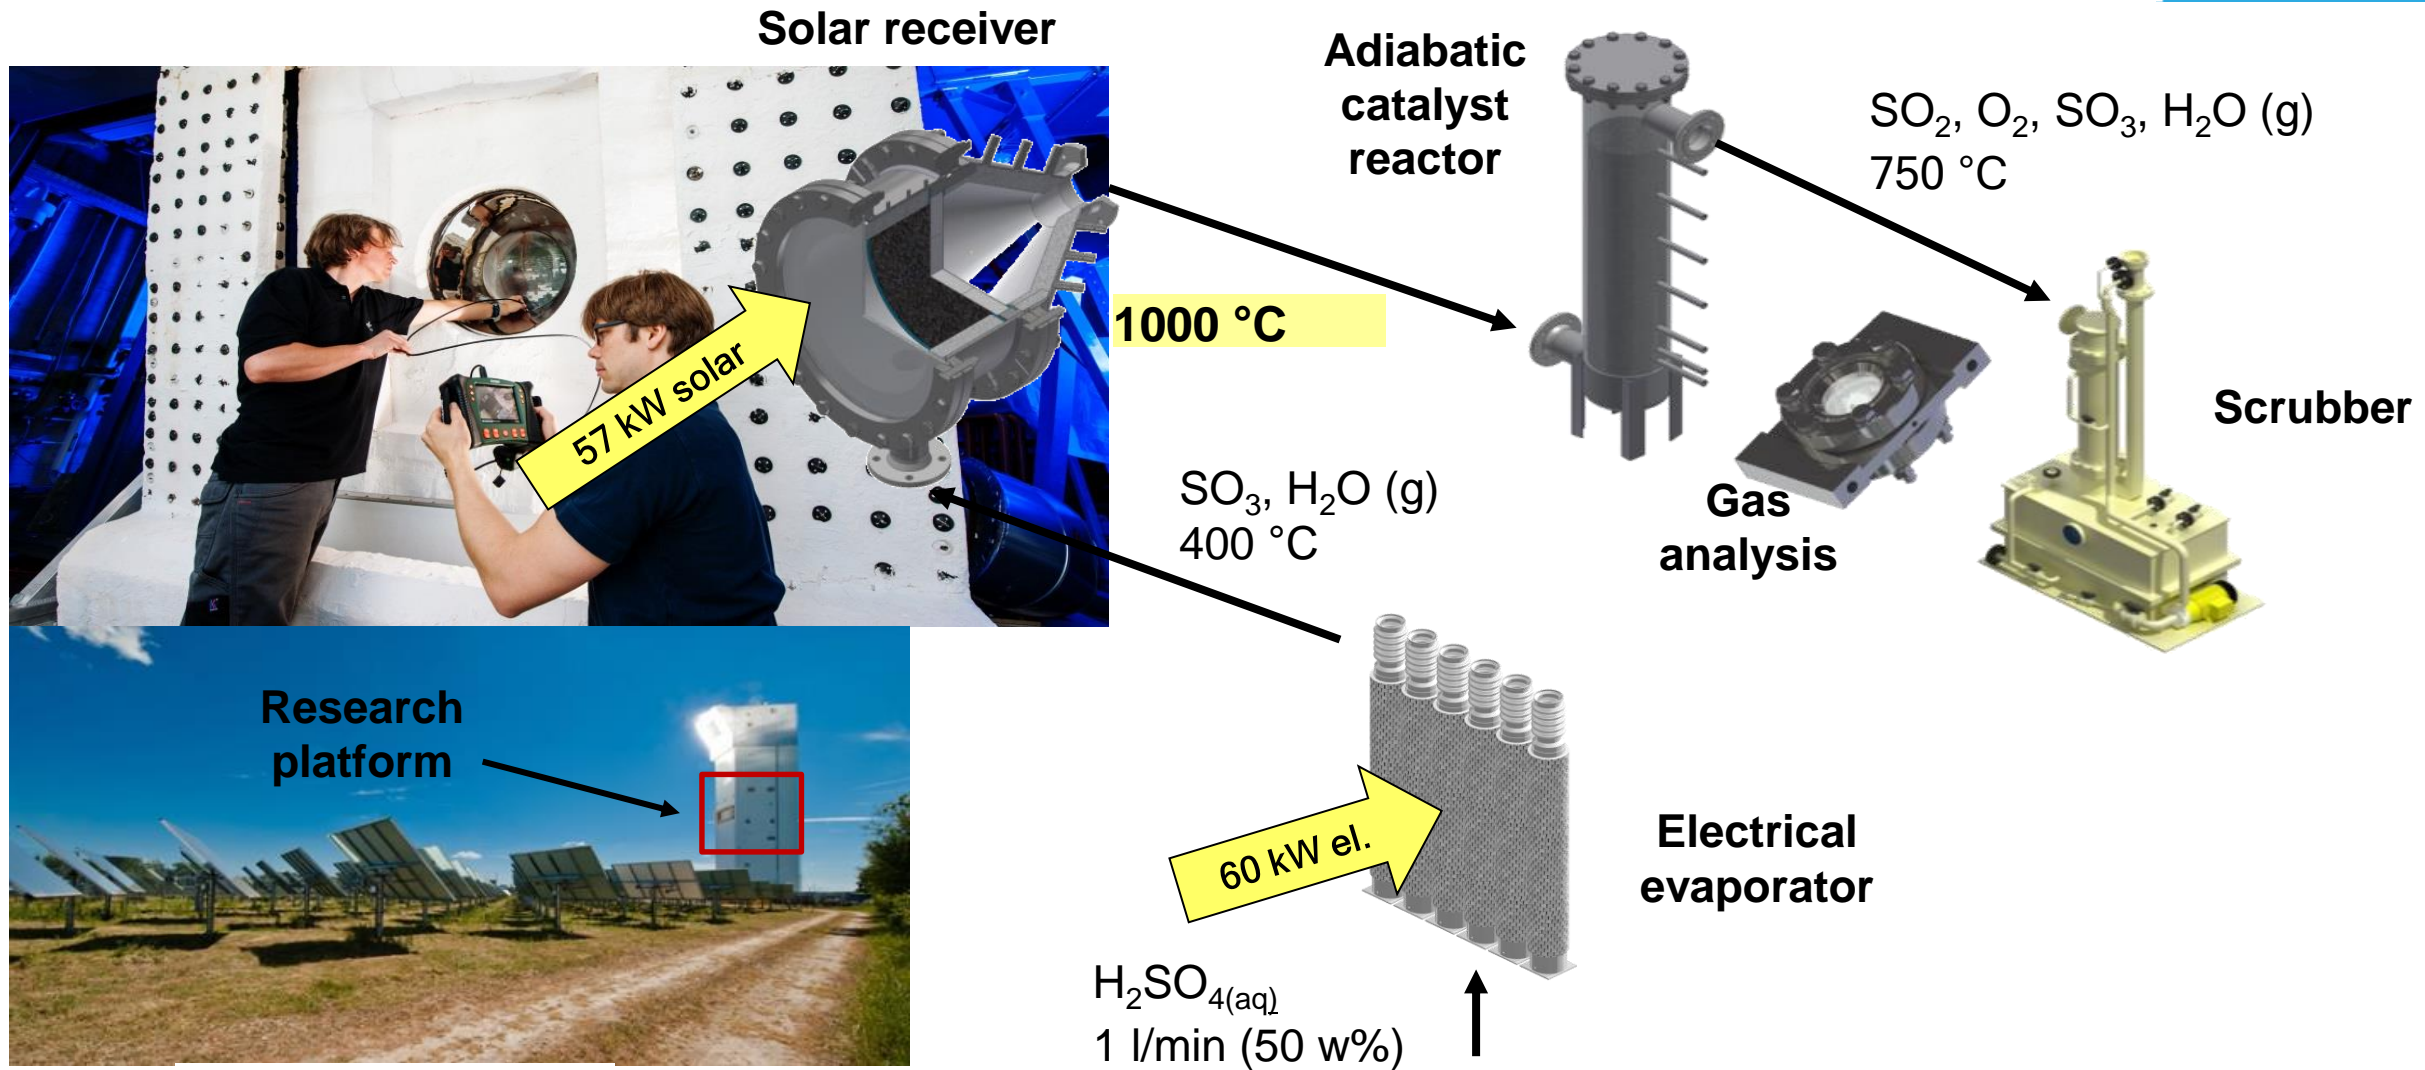 Solar receiver
Adiabatic
catalyst
reactor
SO₂, O₂, SO₃, H₂O (g)
750 °C
1000 °C
57 kW solar
Scrubber
SO₃, H₂O (g)
400 °C
Gas
analysis
Research
platform
60 kW el.
Electrical
evaporator
H₂SO₄₍aq₎
1 l/min (50 w%)